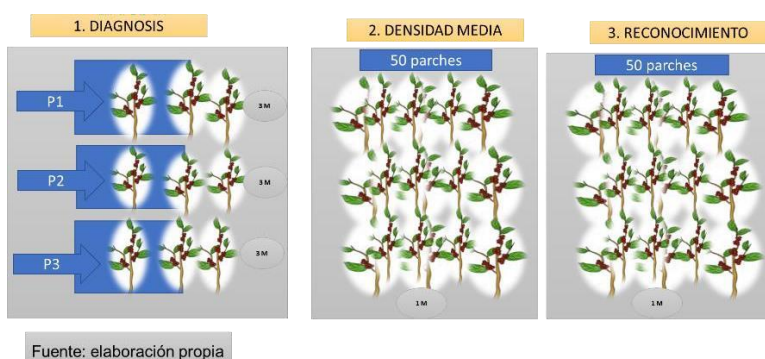 1. DIAGNOSIS
P1
3 M
P2
3 M
P3
3 M
2. DENSIDAD MEDIA
50 parches
1 M
3. RECONOCIMIENTO
50 parches
1 M
Fuente: elaboración propia